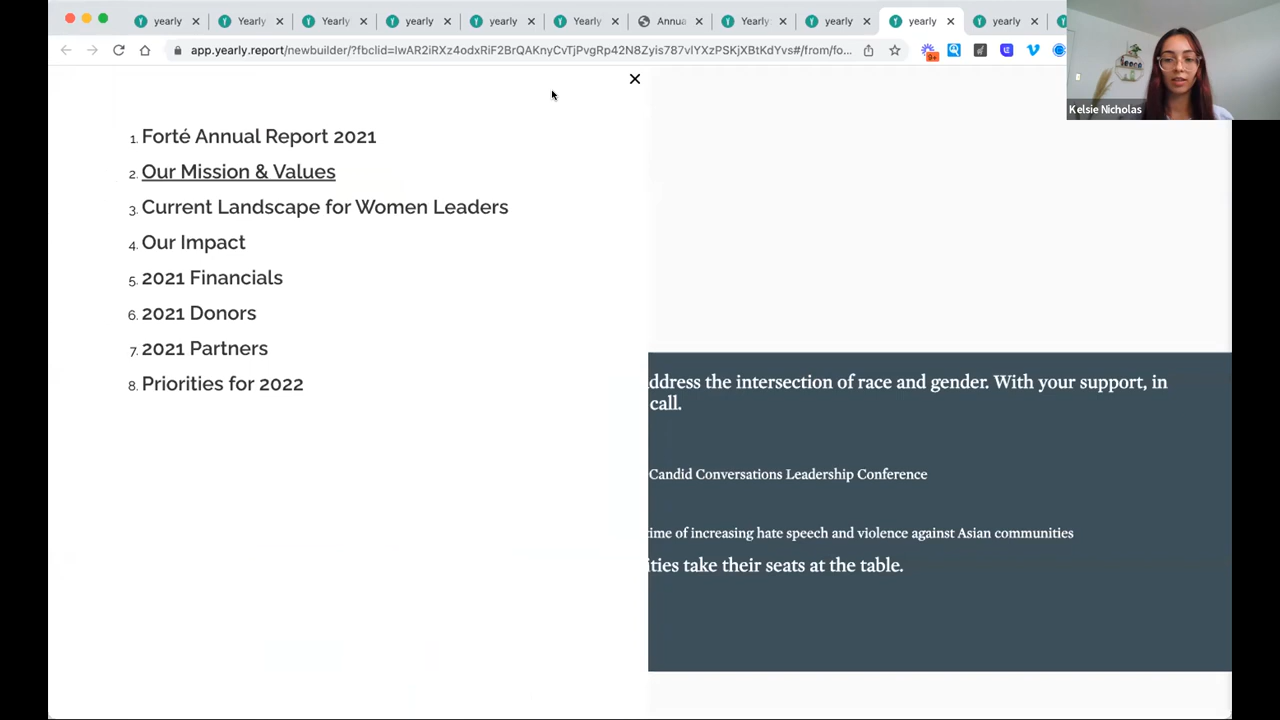 yearly
Yearly
Yearly
yearly
yearly
Yearly
Annua
Yearly
yearly
yearly
yearly
app.yearly.report/newbuilder/?fbclid=IwAR2iRXz4odxRiF2BrQAKnyCvTjPvgRp42N8Zyis787vlYXzPSKjXBtKdYvs#/from/fo...
9+
Kelsie Nicholas
1. Forté Annual Report 2021
2. Our Mission & Values
3. Current Landscape for Women Leaders
4. Our Impact
5. 2021 Financials
6. 2021 Donors
7. 2021 Partners
8. Priorities for 2022
ddress the intersection of race and gender. With your support, in
call.
Candid Conversations Leadership Conference
ime of increasing hate speech and violence against Asian communities
ities take their seats at the table.